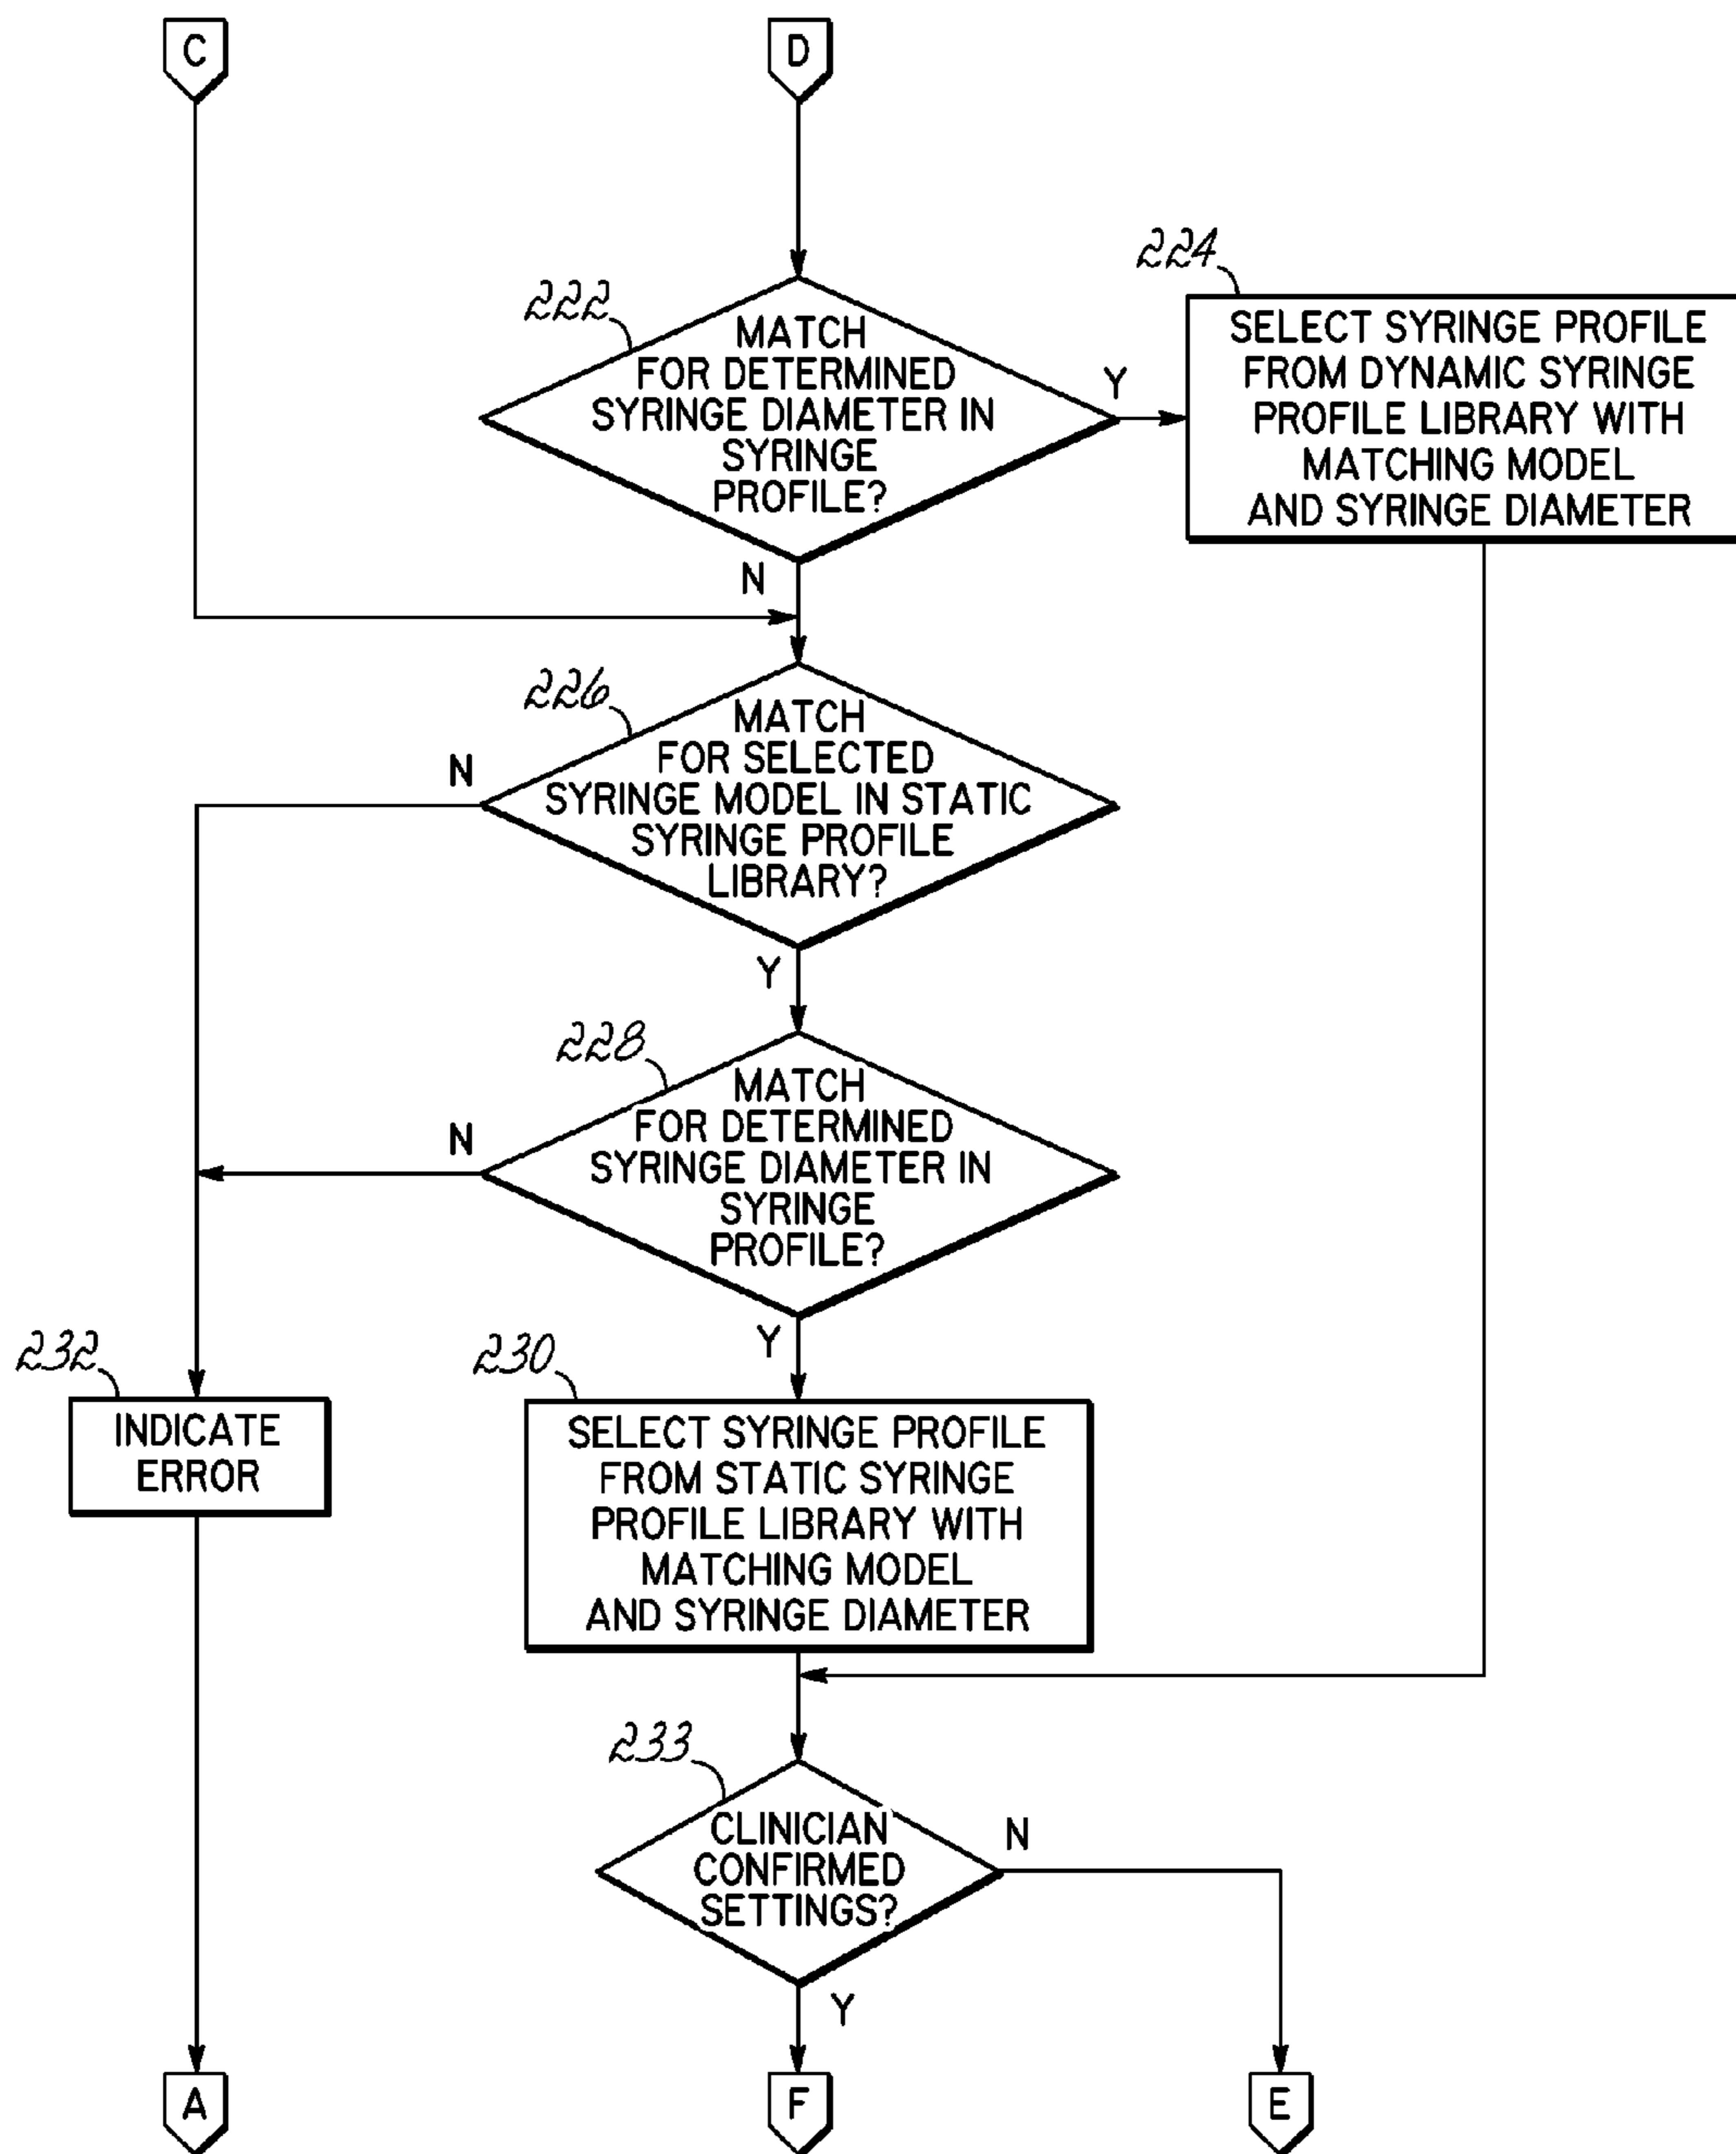 C
D
222
MATCH
FOR DETERMINED
SYRINGE DIAMETER IN
SYRINGE
PROFILE?
Y
N
224
SELECT SYRINGE PROFILE
FROM DYNAMIC SYRINGE
PROFILE LIBRARY WITH
MATCHING MODEL
AND SYRINGE DIAMETER
226
MATCH
FOR SELECTED
SYRINGE MODEL IN STATIC
SYRINGE PROFILE
LIBRARY?
N
Y
228
MATCH
FOR DETERMINED
SYRINGE DIAMETER IN
SYRINGE
PROFILE?
N
Y
232
INDICATE
ERROR
230
SELECT SYRINGE PROFILE
FROM STATIC SYRINGE
PROFILE LIBRARY WITH
MATCHING MODEL
AND SYRINGE DIAMETER
233
CLINICIAN
CONFIRMED
SETTINGS?
N
Y
A
F
E